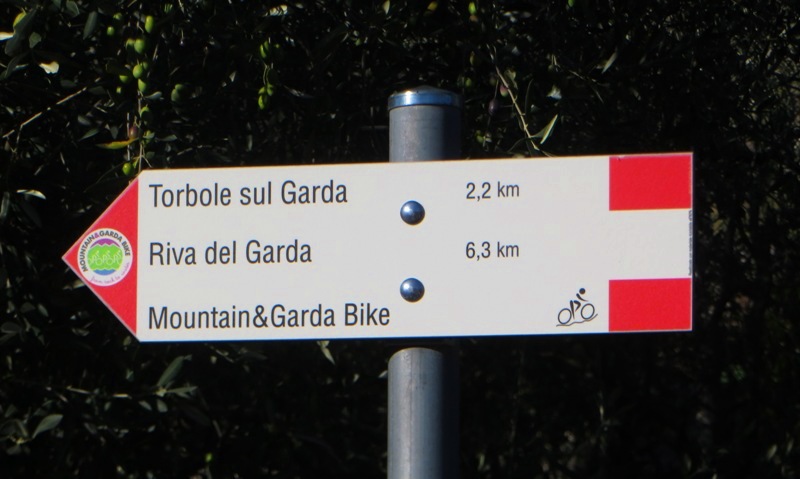 Torbole sul Garda 2,2 km
Riva del Garda 6,3 km
Mountain&Garda Bike
MOUNTAIN&GARDA BIKE